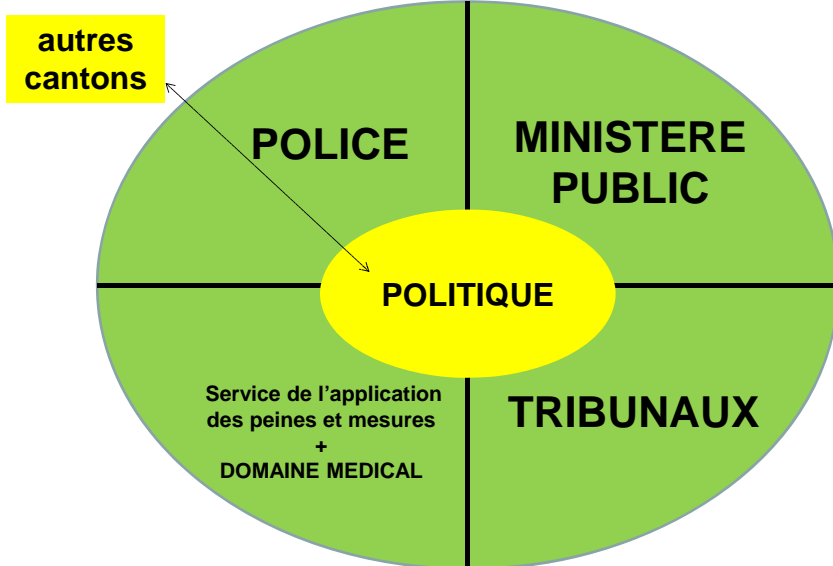 autres
cantons
POLICE
MINISTERE
PUBLIC
POLITIQUE
Service de l’application
des peines et mesures
+
DOMAINE MEDICAL
TRIBUNAUX